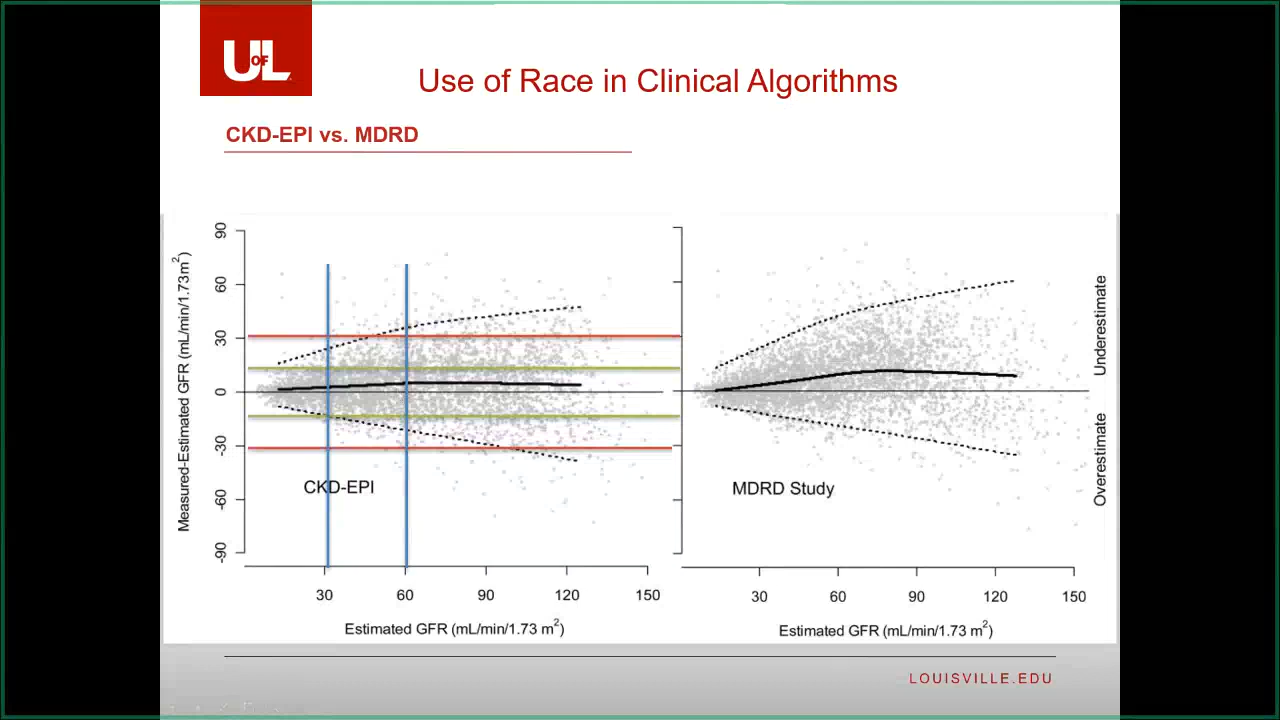 UOFL
Use of Race in Clinical Algorithms
CKD-EPI vs. MDRD
Measured-Estimated GFR (mL/min/1.73m²)
90
60
30
0
-30
-60
-90
CKD-EPI
30 60 90 120 150
Estimated GFR (mL/min/1.73 m²)
MDRD Study
30 60 90 120 150
Estimated GFR (mL/min/1.73 m²)
Underestimate
Overestimate
LOUISVILLE.EDU